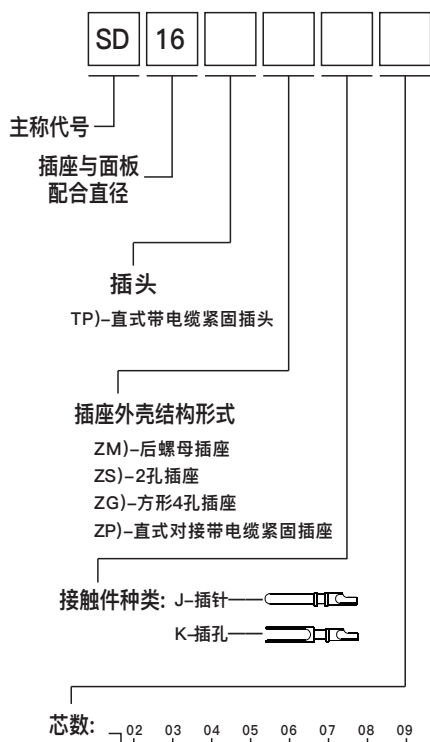 SD 16
主称代号
插座与面板
配合直径
插头
TP)–直式带电缆紧固插头
插座外壳结构形式
ZM)–后螺母插座
ZS)–2孔插座
ZG)–方形4孔插座
ZP)–直式对接带电缆紧固插座
接触件种类: J–插针
K–插孔
芯数: 02 03 04 05 06 07 08 09